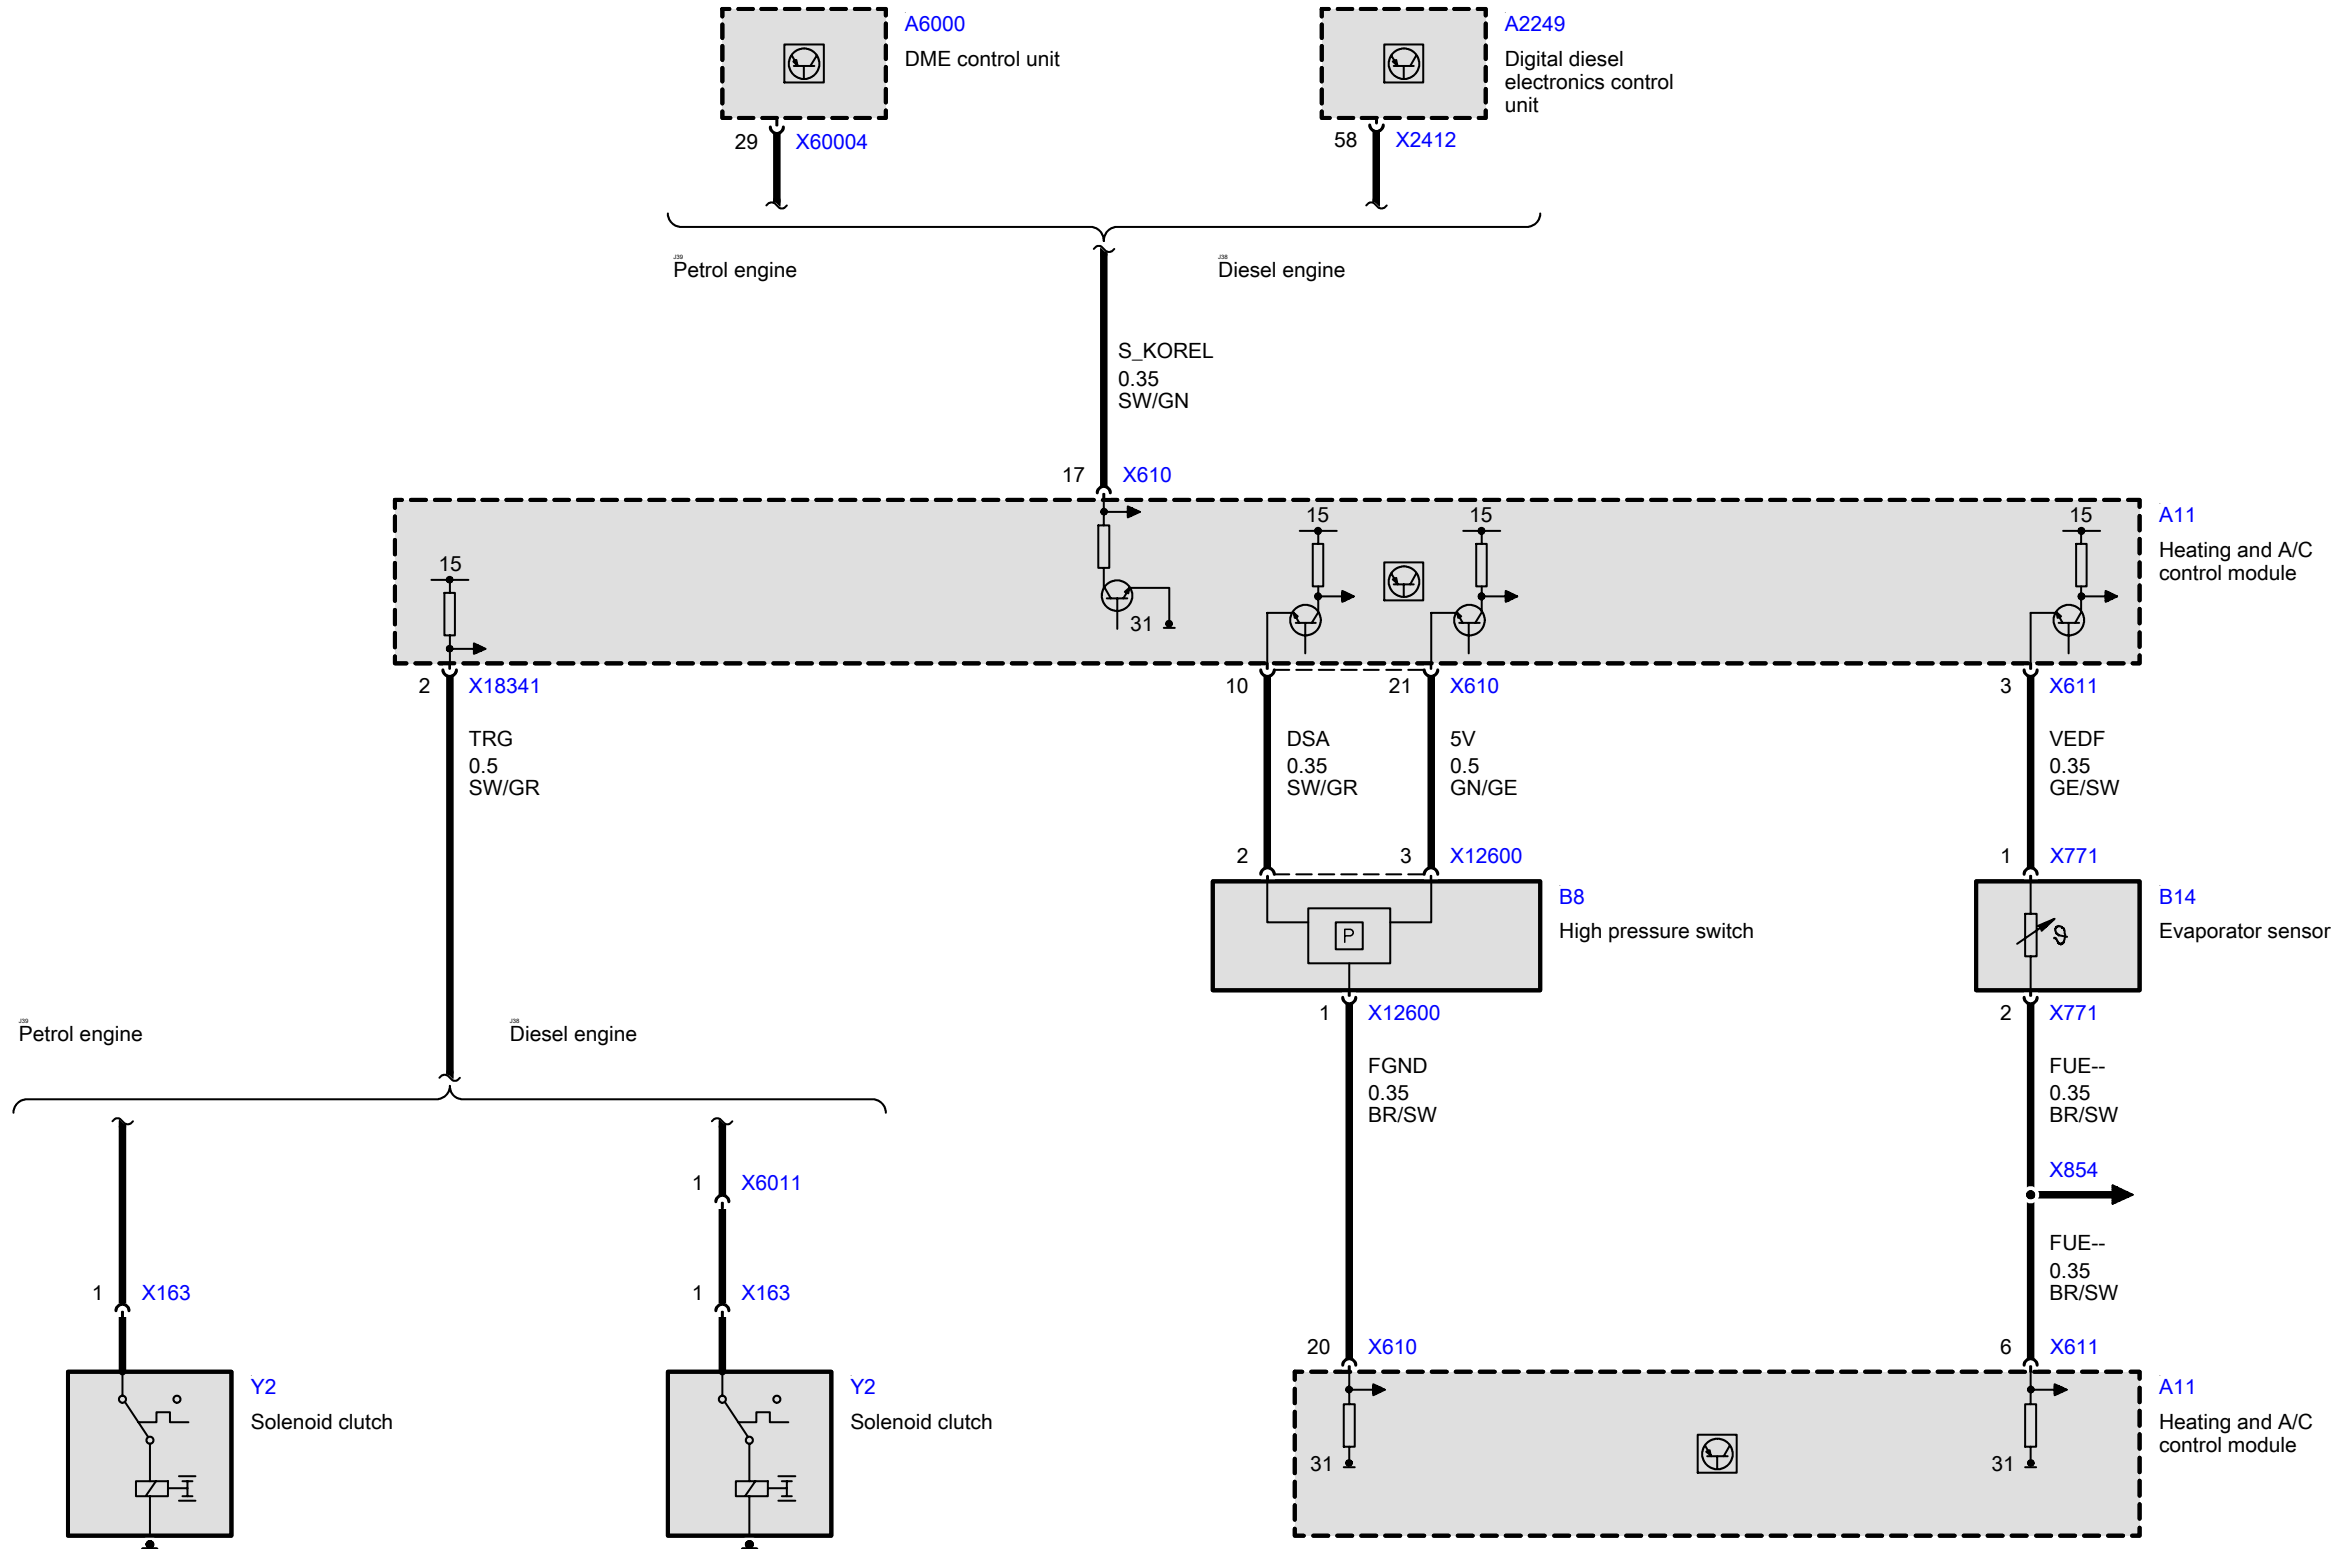 A6000
DME control unit
A2249
Digital diesel
electronics control
unit
29 X60004
58 X2412
J39
Petrol engine
J38
Diesel engine
S_KOREL
0.35
SW/GN
17 X610
15
15
15
15
31
A11
Heating and A/C
control module
2 X18341
10
21 X610
3 X611
TRG
0.5
SW/GR
DSA
0.35
SW/GR
5V
0.5
GN/GE
VEDF
0.35
GE/SW
2
3 X12600
1 X771
B8
High pressure switch
P
B14
Evaporator sensor
ϑ
1 X12600
2 X771
J39
Petrol engine
J38
Diesel engine
FGND
0.35
BR/SW
FUE--
0.35
BR/SW
X854
1 X6011
FUE--
0.35
BR/SW
1 X163
1 X163
20 X610
6 X611
Y2
Solenoid clutch
Y2
Solenoid clutch
31
31
A11
Heating and A/C
control module